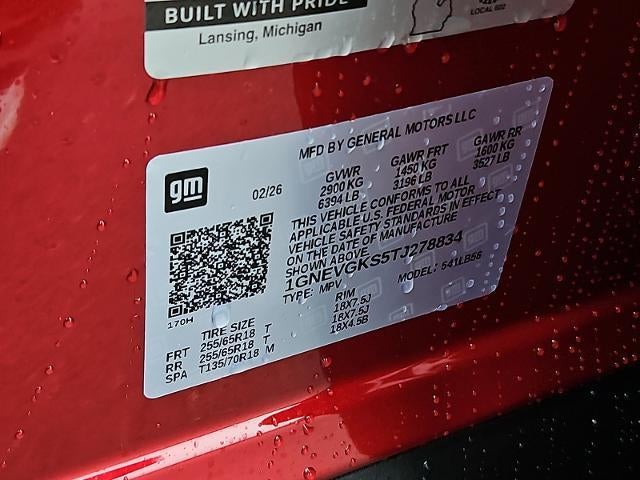 BUILT WITH PRIDE
Lansing, Michigan
LOCAL 602
MFD BY GENERAL MOTORS LLC
gm
02/26
GVWR GAWR FRT GAWR RR
2900 KG 1450 KG 1600 KG
6394 LB 3196 LB 3527 LB
THIS VEHICLE CONFORMS TO ALL
APPLICABLE U.S. FEDERAL MOTOR
VEHICLE SAFETY STANDARDS IN EFFECT
ON THE DATE OF MANUFACTURE
SHOWN ABOVE
1GNEVGKS5TJ278834
TYPE: MPV MODEL: 541LB56
170H
TIRE SIZE RIM
FRT 255/65R18 T 18X7.5J
RR 255/65R18 T 18X7.5J
SPA T135/70R18 M 18X4.5B